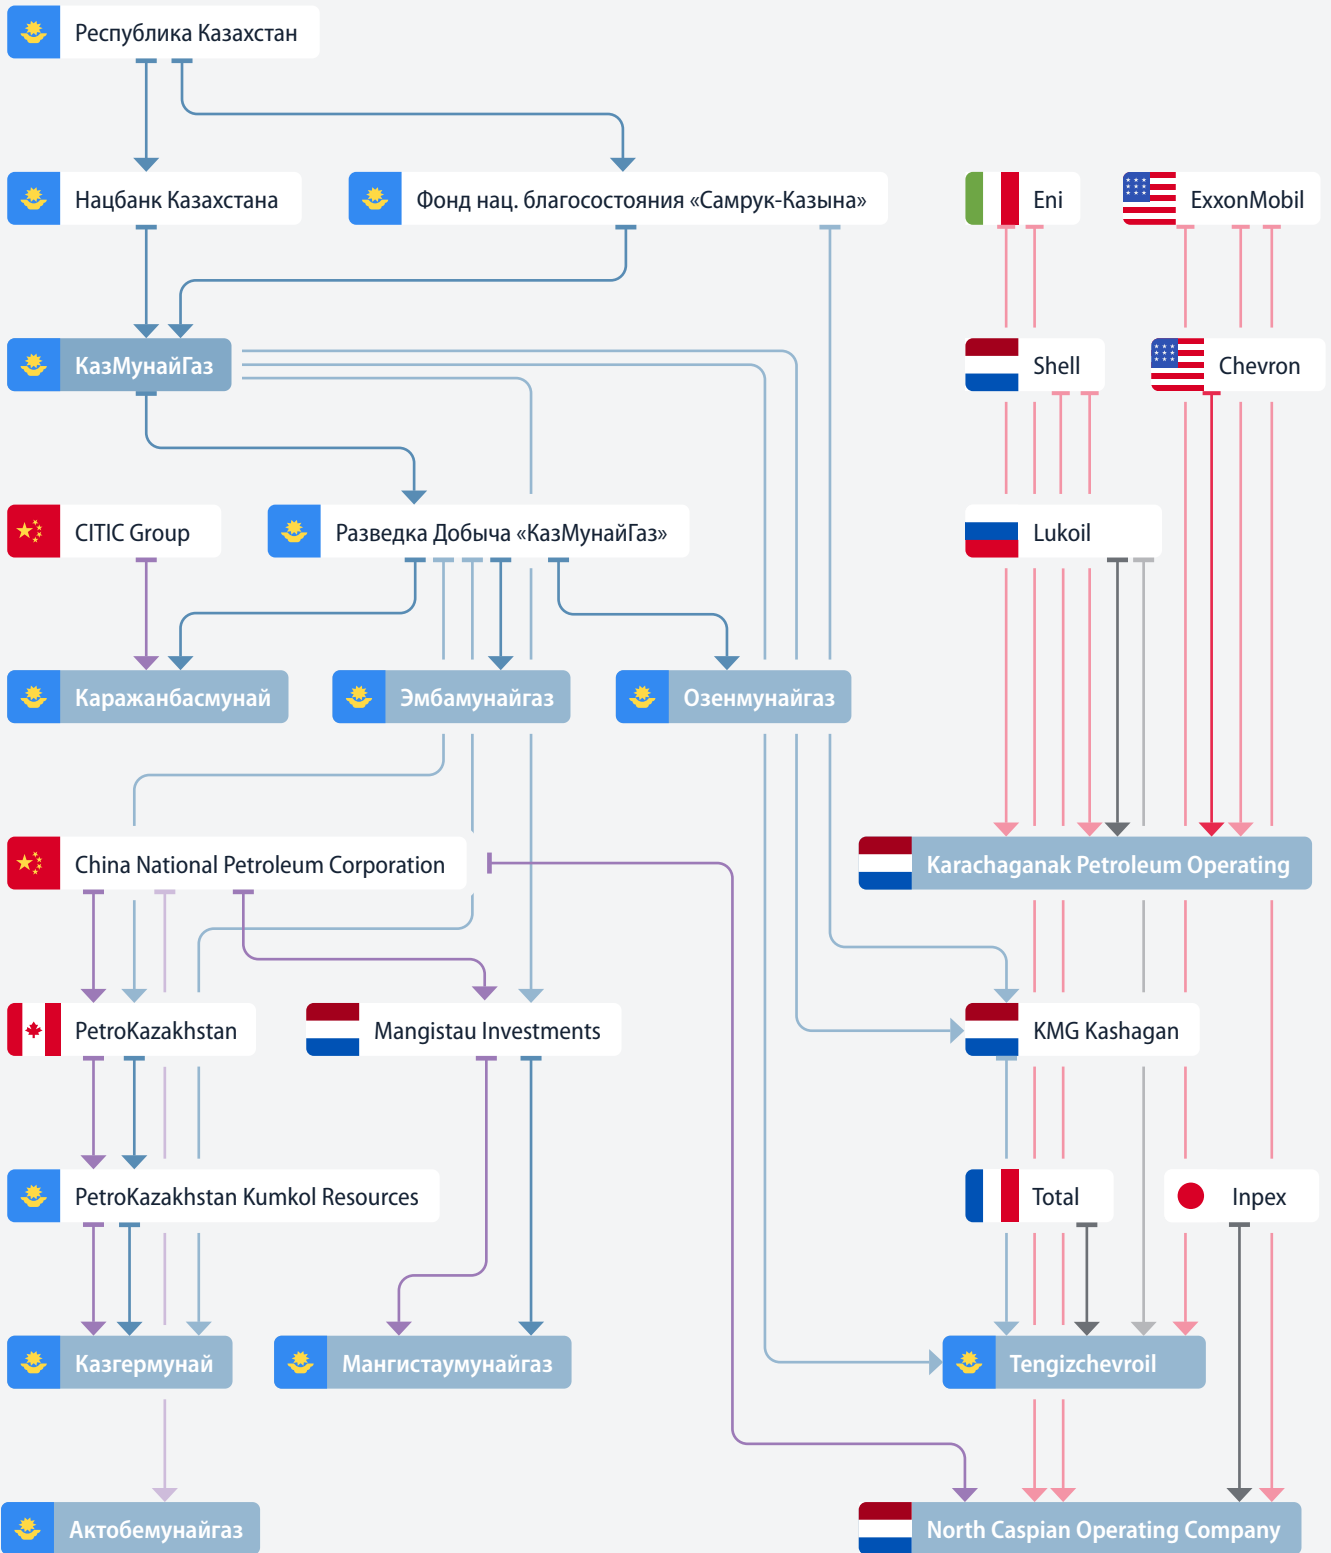 Республика Казахстан
Нацбанк Казахстана
Фонд нац. благосостояния «Самрук-Казына»
Eni
ExxonMobil
КазМунайГаз
Shell
Chevron
CITIC Group
Разведка Добыча «КазМунайГаз»
Lukoil
Каражанбасмунай
Эмбамунайгаз
Озенмунайгаз
China National Petroleum Corporation
Karachaganak Petroleum Operating
PetroKazakhstan
Mangistau Investments
KMG Kashagan
PetroKazakhstan Kumkol Resources
Total
Inpex
Казгермунай
Мангистаумунайгаз
Tengizchevroil
Актобемунайгаз
North Caspian Operating Company